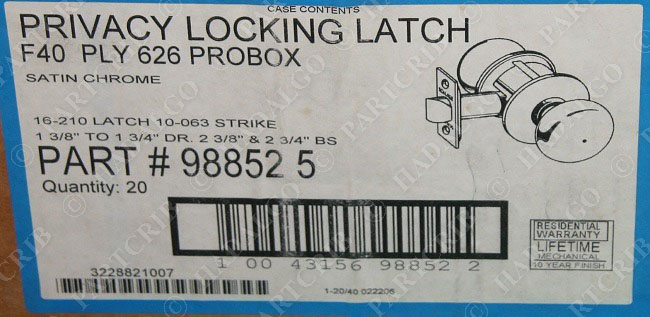 CASE CONTENTS
PRIVACY LOCKING LATCH
F40 PLY 626 PROBOX
SATIN CHROME
16-210 LATCH 10-063 STRIKE
1 3/8" TO 1 3/4" DR. 2 3/8" & 2 3/4" BS
PART # 98852 5
Quantity: 20
1 00 43156 98852 2
RESIDENTIAL
WARRANTY
LIFETIME
MECHANICAL
10 YEAR FINISH
3228821007
1-20/40 022206
© PARTCRIB © HADALGO